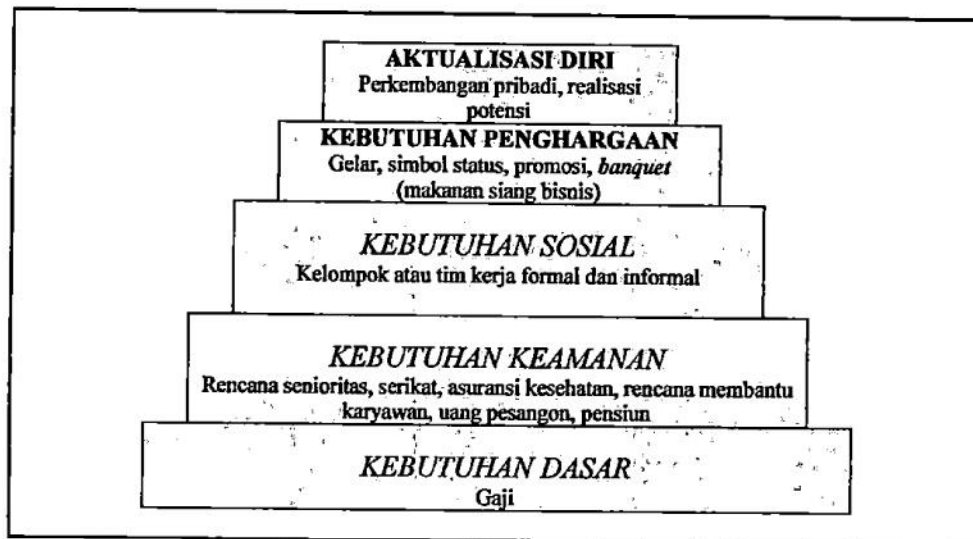 AKTUALISASI DIRI
Perkembangan pribadi, realisasi
potensi
KEBUTUHAN PENGHARGAAN
Gelar, simbol status, promosi, banquet
(makanan siang bisnis)
KEBUTUHAN SOSIAL
Kelompok atau tim kerja formal dan informal
KEBUTUHAN KEAMANAN
Rencana senioritas, serikat, asuransi kesehatan, rencana membantu
karyawan, uang pesangon, pensiun
KEBUTUHAN DASAR
Gaji